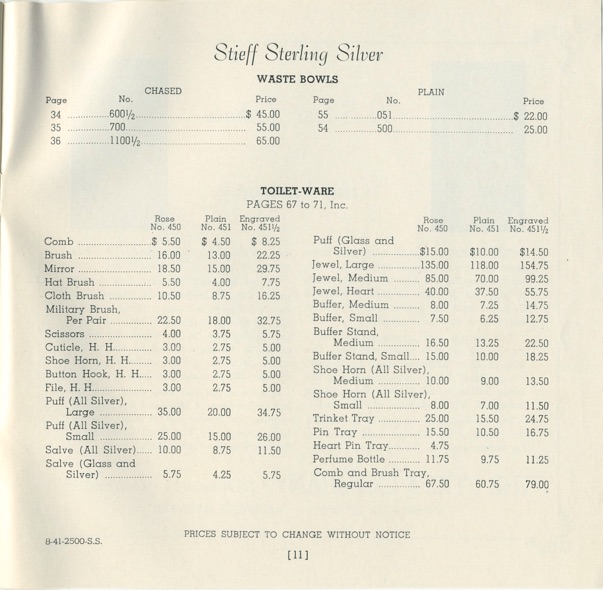 Stieff Sterling Silver
WASTE BOWLS
CHASED
Page No. Price
34 600½ $ 45.00
35 700 55.00
36 1100½ 65.00
PLAIN
Page No. Price
55 051 $ 22.00
54 500 25.00
TOILET-WARE
PAGES 67 to 71, Inc.
Rose Plain Engraved
No. 450 No. 451 No. 451½
Comb $ 5.50 $ 4.50 $ 8.25
Brush 16.00 13.00 22.25
Mirror 18.50 15.00 29.75
Hat Brush 5.50 4.00 7.75
Cloth Brush 10.50 8.75 16.25
Military Brush,
Per Pair 22.50 18.00 32.75
Scissors 4.00 3.75 5.75
Cuticle, H. H. 3.00 2.75 5.00
Shoe Horn, H. H. 3.00 2.75 5.00
Button Hook, H. H. 3.00 2.75 5.00
File, H. H. 3.00 2.75 5.00
Puff (All Silver),
Large 35.00 20.00 34.75
Puff (All Silver),
Small 25.00 15.00 26.00
Salve (All Silver) 10.00 8.75 11.50
Salve (Glass and
Silver) 5.75 4.25 5.75
Rose Plain Engraved
No. 450 No. 451 No. 451½
Puff (Glass and
Silver) $15.00 $10.00 $14.50
Jewel, Large 135.00 118.00 154.75
Jewel, Medium 85.00 70.00 99.25
Jewel, Heart 40.00 37.50 55.75
Buffer, Medium 8.00 7.25 14.75
Buffer, Small 7.50 6.25 12.75
Buffer Stand,
Medium 16.50 13.25 22.50
Buffer Stand, Small 15.00 10.00 18.25
Shoe Horn (All Silver),
Medium 10.00 9.00 13.50
Shoe Horn (All Silver),
Small 8.00 7.00 11.50
Trinket Tray 25.00 15.50 24.75
Pin Tray 15.50 10.50 16.75
Heart Pin Tray 4.75
Perfume Bottle 11.75 9.75 11.25
Comb and Brush Tray,
Regular 67.50 60.75 79.00
PRICES SUBJECT TO CHANGE WITHOUT NOTICE
8-41-2500-S.S.
[11]